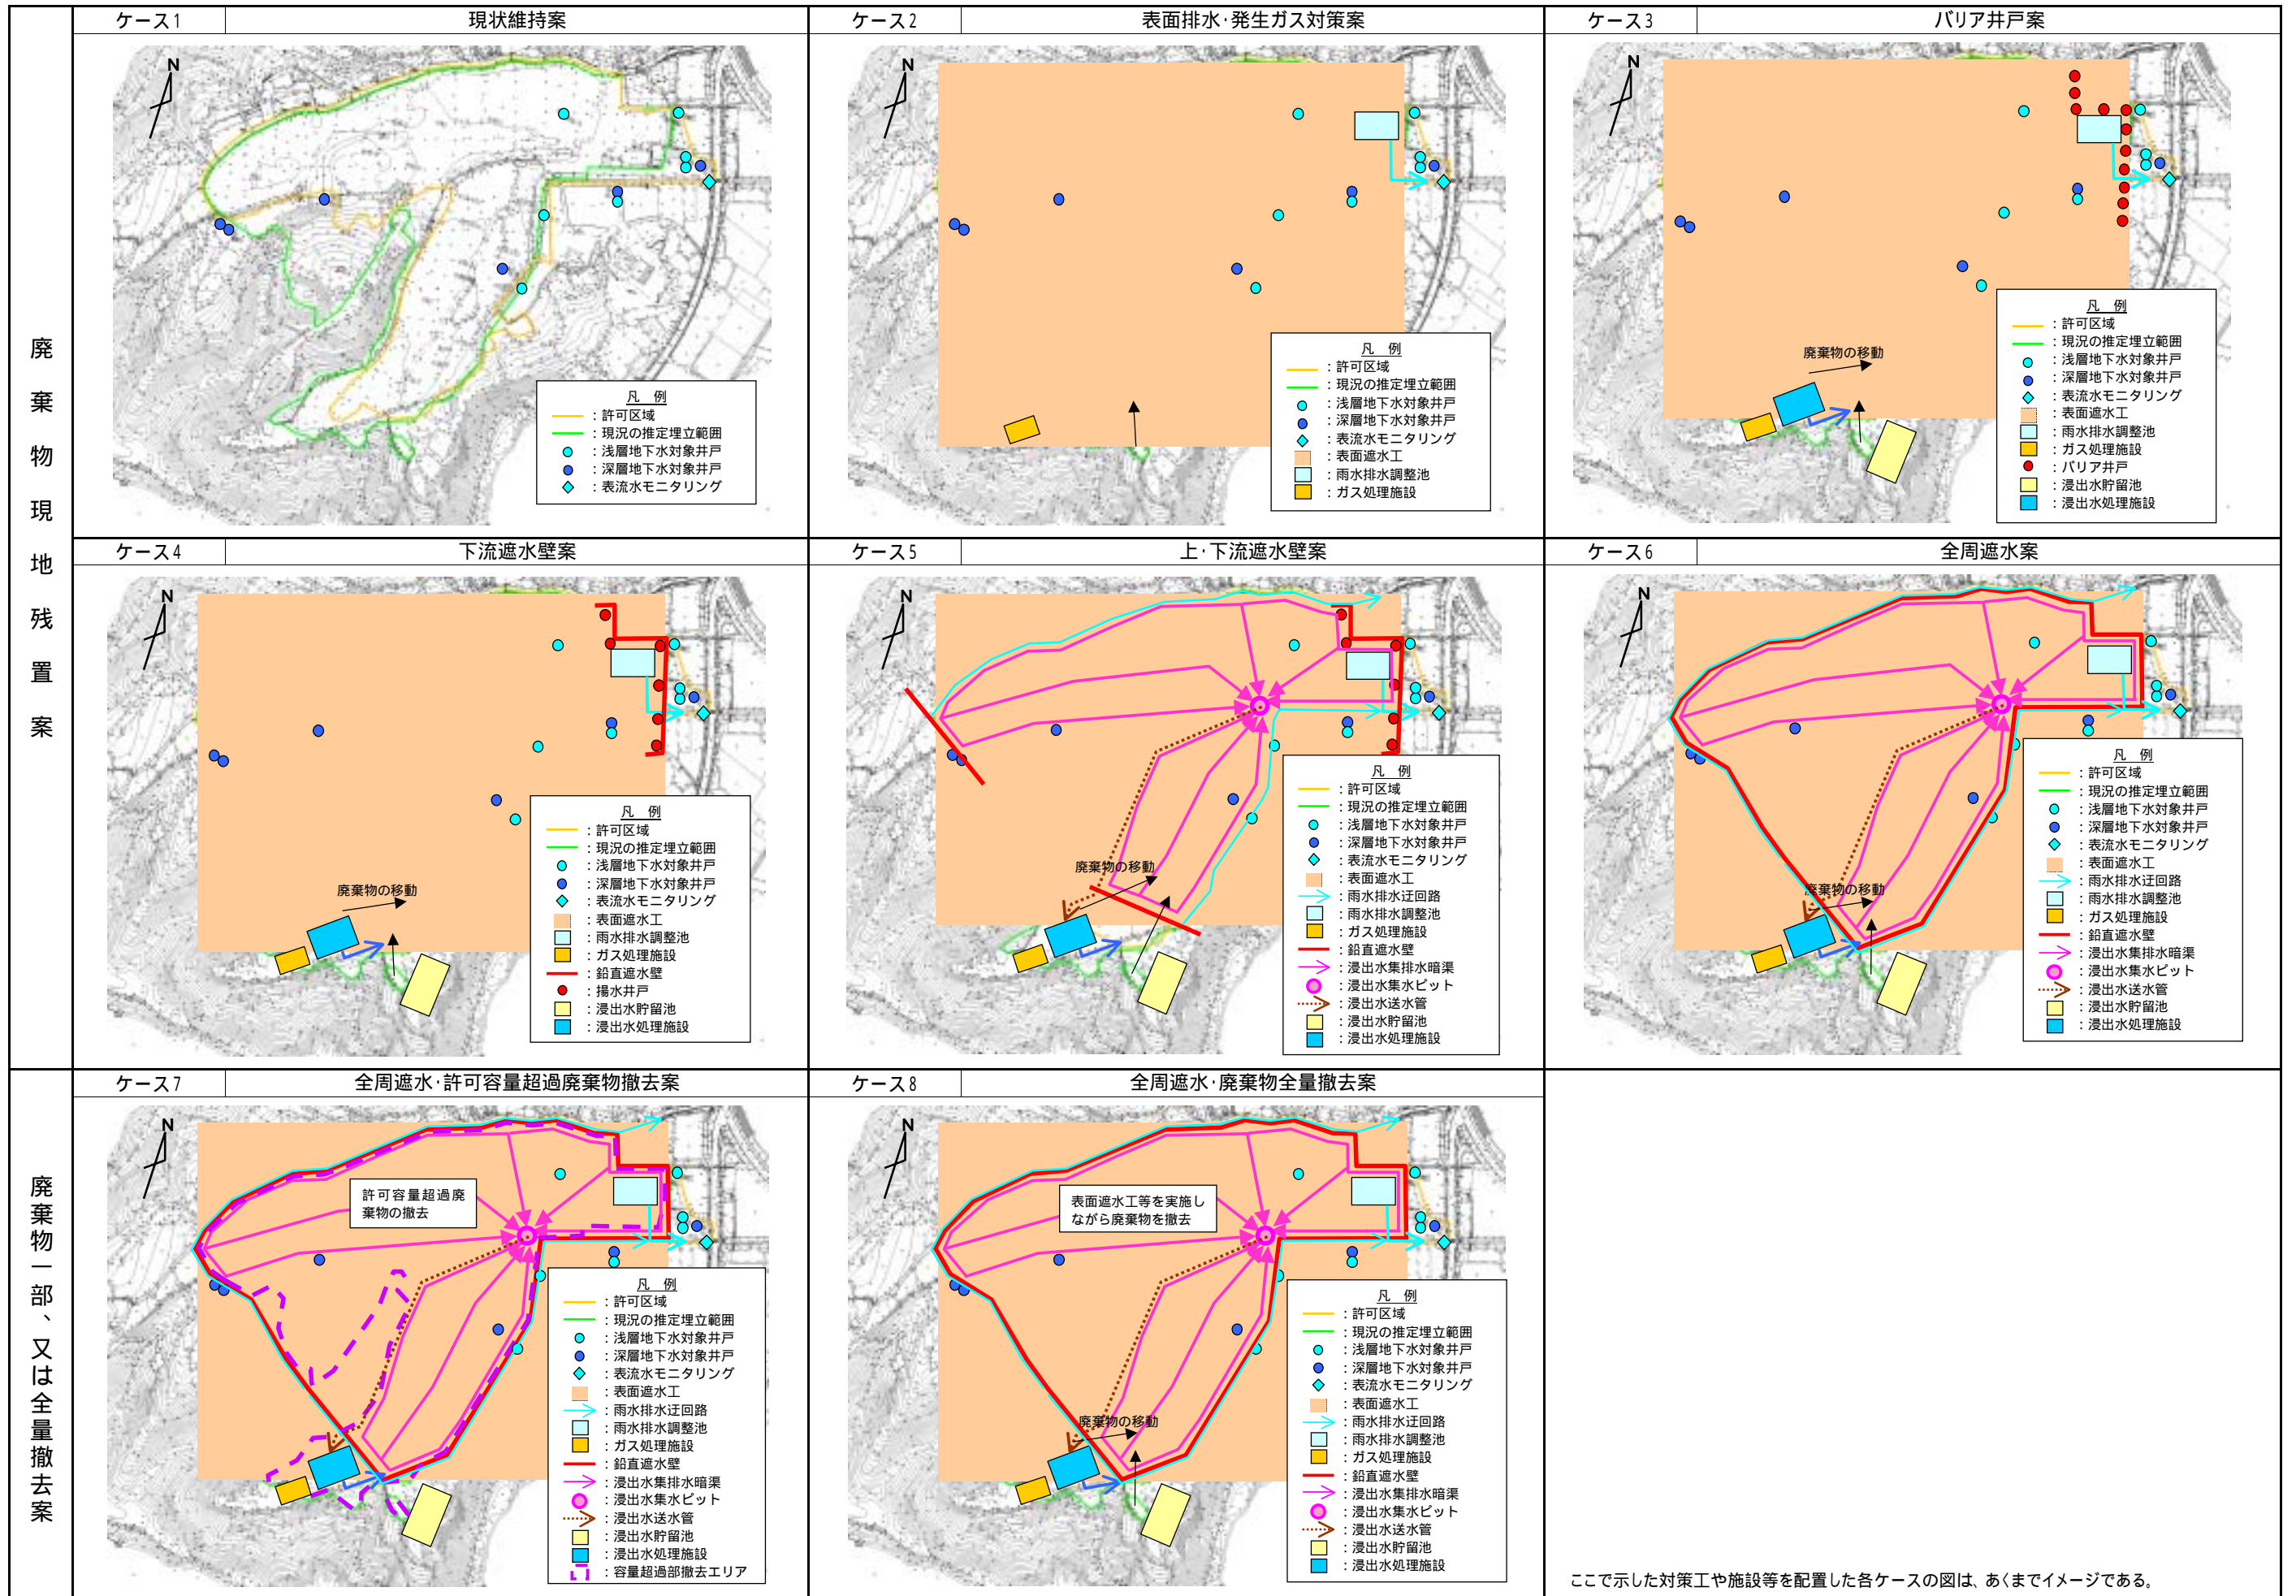 廃棄物現地残置案
ケース1 現状維持案
N
凡 例
：許可区域
：現況の推定埋立範囲
：浅層地下水対象井戸
：深層地下水対象井戸
：表流水モニタリング
ケース2 表面排水・発生ガス対策案
N
凡 例
：許可区域
：現況の推定埋立範囲
：浅層地下水対象井戸
：深層地下水対象井戸
：表流水モニタリング
：表面遮水工
：雨水排水調整池
：ガス処理施設
ケース3 バリア井戸案
N
廃棄物の移動
凡 例
：許可区域
：現況の推定埋立範囲
：浅層地下水対象井戸
：深層地下水対象井戸
：表流水モニタリング
：表面遮水工
：雨水排水調整池
：ガス処理施設
：バリア井戸
：浸出水貯留池
：浸出水処理施設
ケース4 下流遮水壁案
N
廃棄物の移動
凡 例
：許可区域
：現況の推定埋立範囲
：浅層地下水対象井戸
：深層地下水対象井戸
：表流水モニタリング
：表面遮水工
：雨水排水調整池
：ガス処理施設
：鉛直遮水壁
：揚水井戸
：浸出水貯留池
：浸出水処理施設
ケース5 上・下流遮水壁案
N
廃棄物の移動
凡 例
：許可区域
：現況の推定埋立範囲
：浅層地下水対象井戸
：深層地下水対象井戸
：表流水モニタリング
：表面遮水工
：雨水排水迂回路
：雨水排水調整池
：ガス処理施設
：鉛直遮水壁
：浸出水集排水暗渠
：浸出水集水ピット
：浸出水送水管
：浸出水貯留池
：浸出水処理施設
ケース6 全周遮水案
N
廃棄物の移動
凡 例
：許可区域
：現況の推定埋立範囲
：浅層地下水対象井戸
：深層地下水対象井戸
：表流水モニタリング
：表面遮水工
：雨水排水迂回路
：雨水排水調整池
：ガス処理施設
：鉛直遮水壁
：浸出水集排水暗渠
：浸出水集水ピット
：浸出水送水管
：浸出水貯留池
：浸出水処理施設
廃棄物一部、又は全量撤去案
ケース7 全周遮水・許可容量超過廃棄物撤去案
N
許可容量超過廃
棄物の撤去
凡 例
：許可区域
：現況の推定埋立範囲
：浅層地下水対象井戸
：深層地下水対象井戸
：表流水モニタリング
：表面遮水工
：雨水排水迂回路
：雨水排水調整池
：ガス処理施設
：鉛直遮水壁
：浸出水集排水暗渠
：浸出水集水ピット
：浸出水送水管
：浸出水貯留池
：浸出水処理施設
：容量超過部撤去エリア
ケース8 全周遮水・廃棄物全量撤去案
N
表面遮水工等を実施し
ながら廃棄物を撤去
廃棄物の移動
凡 例
：許可区域
：現況の推定埋立範囲
：浅層地下水対象井戸
：深層地下水対象井戸
：表流水モニタリング
：表面遮水工
：雨水排水迂回路
：雨水排水調整池
：ガス処理施設
：鉛直遮水壁
：浸出水集排水暗渠
：浸出水集水ピット
：浸出水送水管
：浸出水貯留池
：浸出水処理施設
ここで示した対策工や施設等を配置した各ケースの図は、あくまでイメージである。